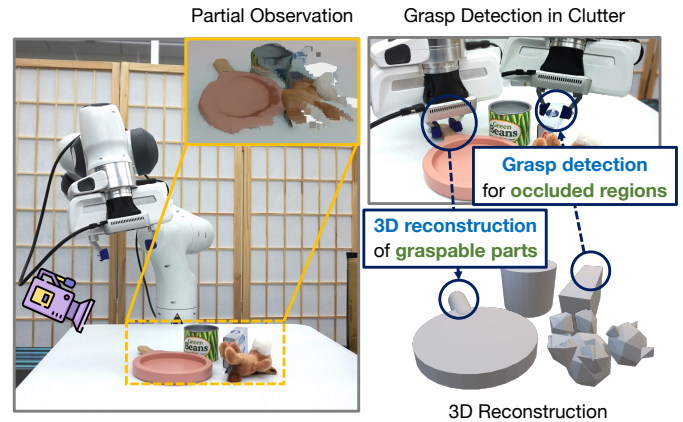 Partial Observation
Grasp Detection in Clutter
Green
Beans
Grasp detection
for occluded regions
3D reconstruction
of graspable parts
Green
Beans
3D Reconstruction